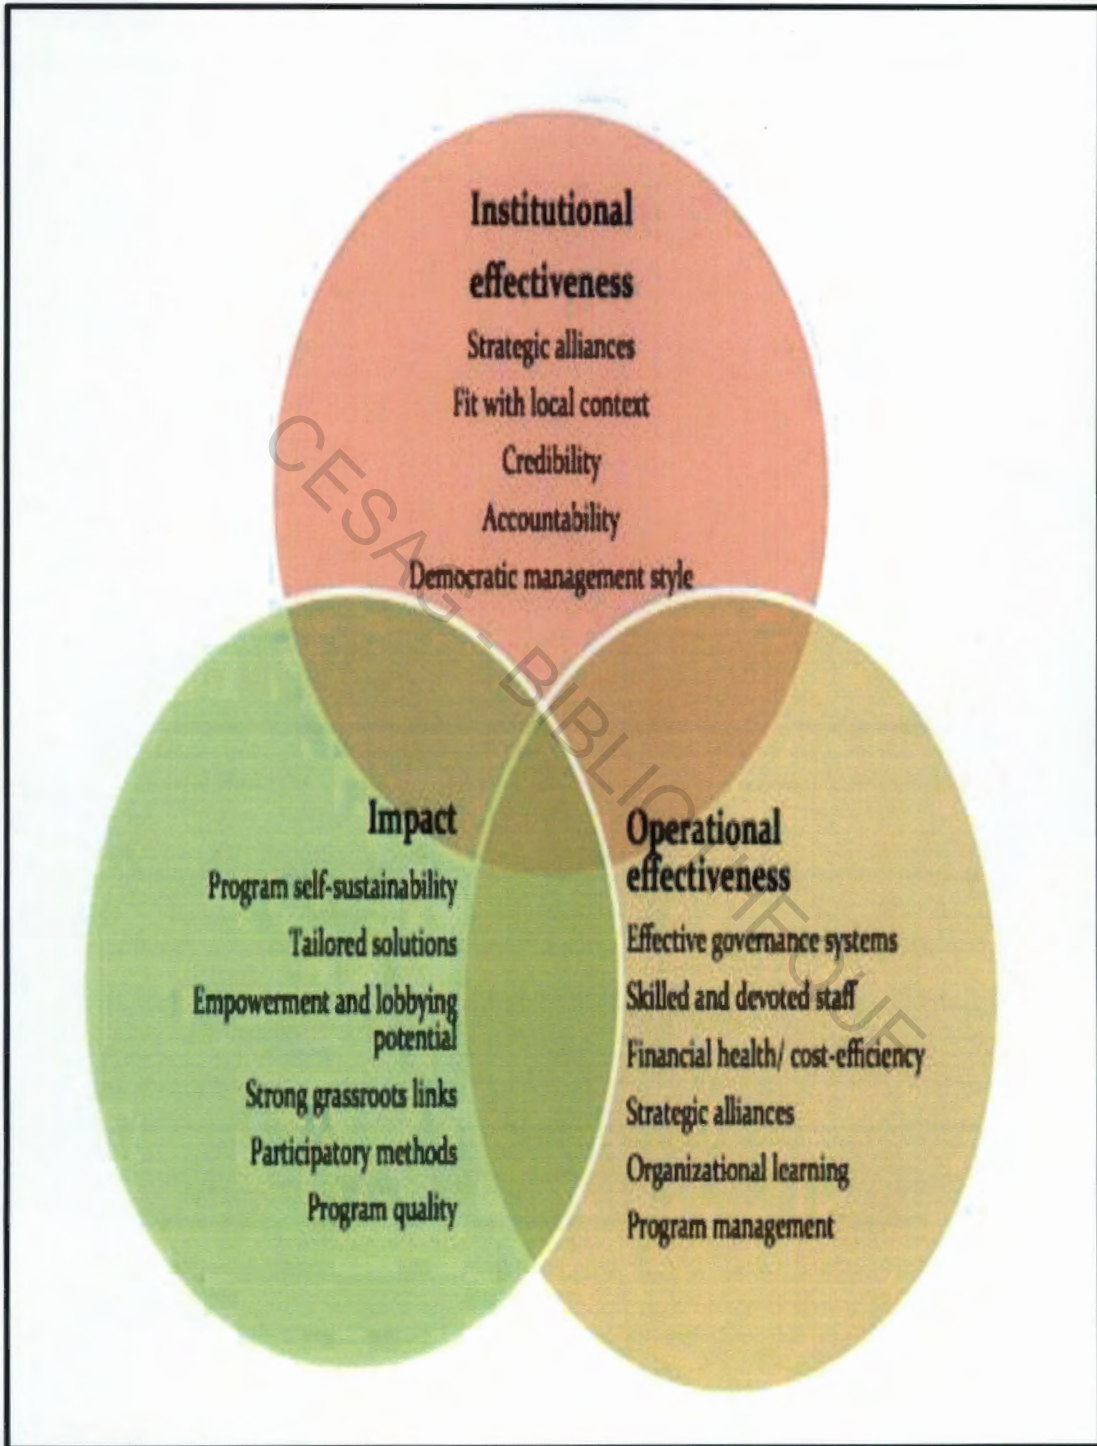 Institutional
effectiveness
Strategic alliances
Fit with local context
Credibility
Accountability
Democratic management style
Impact
Program self-sustainability
Tailored solutions
Empowerment and lobbying
potential
Strong grassroots links
Participatory methods
Program quality
Operational
effectiveness
Effective governance systems
Skilled and devoted staff
Financial health/ cost-efficiency
Strategic alliances
Organizational learning
Program management
CESAG - BIBLIOTHEQUE